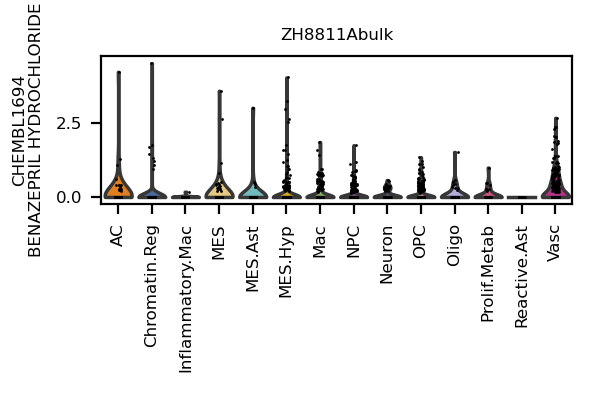 ZH8811Abulk
CHEMBL1694
BENAZEPRIL HYDROCHLORIDE
2.5
0.0
AC
Chromatin.Reg
Inflammatory.Mac
MES
MES.Ast
MES.Hyp
Mac
NPC
Neuron
OPC
Oligo
Prolif.Metab
Reactive.Ast
Vasc